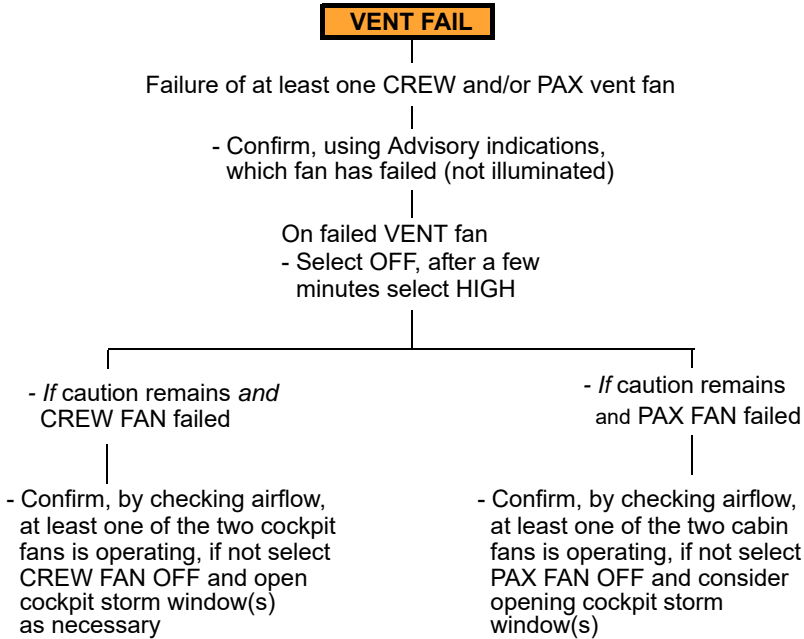 VENT FAIL
Failure of at least one CREW and/or PAX vent fan
- Confirm, using Advisory indications,
which fan has failed (not illuminated)
On failed VENT fan
- Select OFF, after a few
minutes select HIGH
- If caution remains and
CREW FAN failed
- Confirm, by checking airflow,
at least one of the two cockpit
fans is operating, if not select
CREW FAN OFF and open
cockpit storm window(s)
as necessary
- If caution remains
and PAX FAN failed
- Confirm, by checking airflow,
at least one of the two cabin
fans is operating, if not select
PAX FAN OFF and consider
opening cockpit storm
window(s)